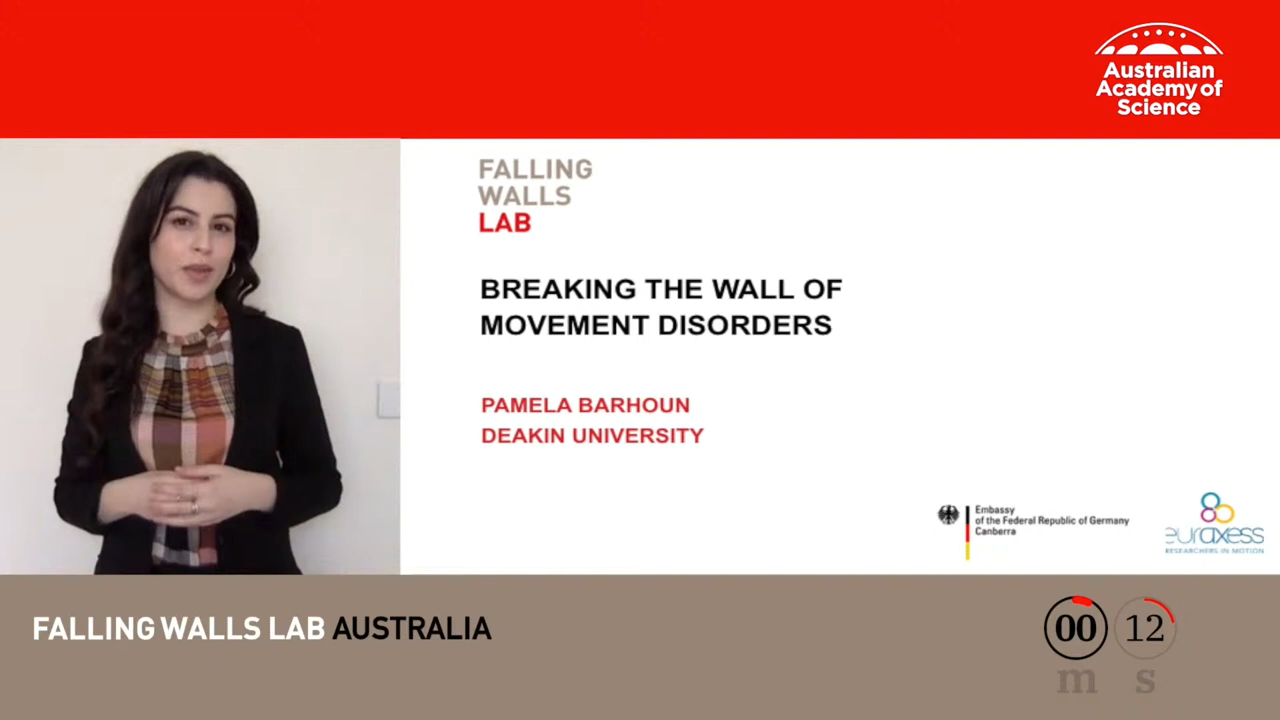 Australian
Academy of
Science
FALLING
WALLS
LAB
BREAKING THE WALL OF
MOVEMENT DISORDERS
PAMELA BARHOUN
DEAKIN UNIVERSITY
Embassy
of the Federal Republic of Germany
Canberra
euraxess
RESEARCHERS IN MOTION
FALLING WALLS LAB AUSTRALIA
00 12
m s